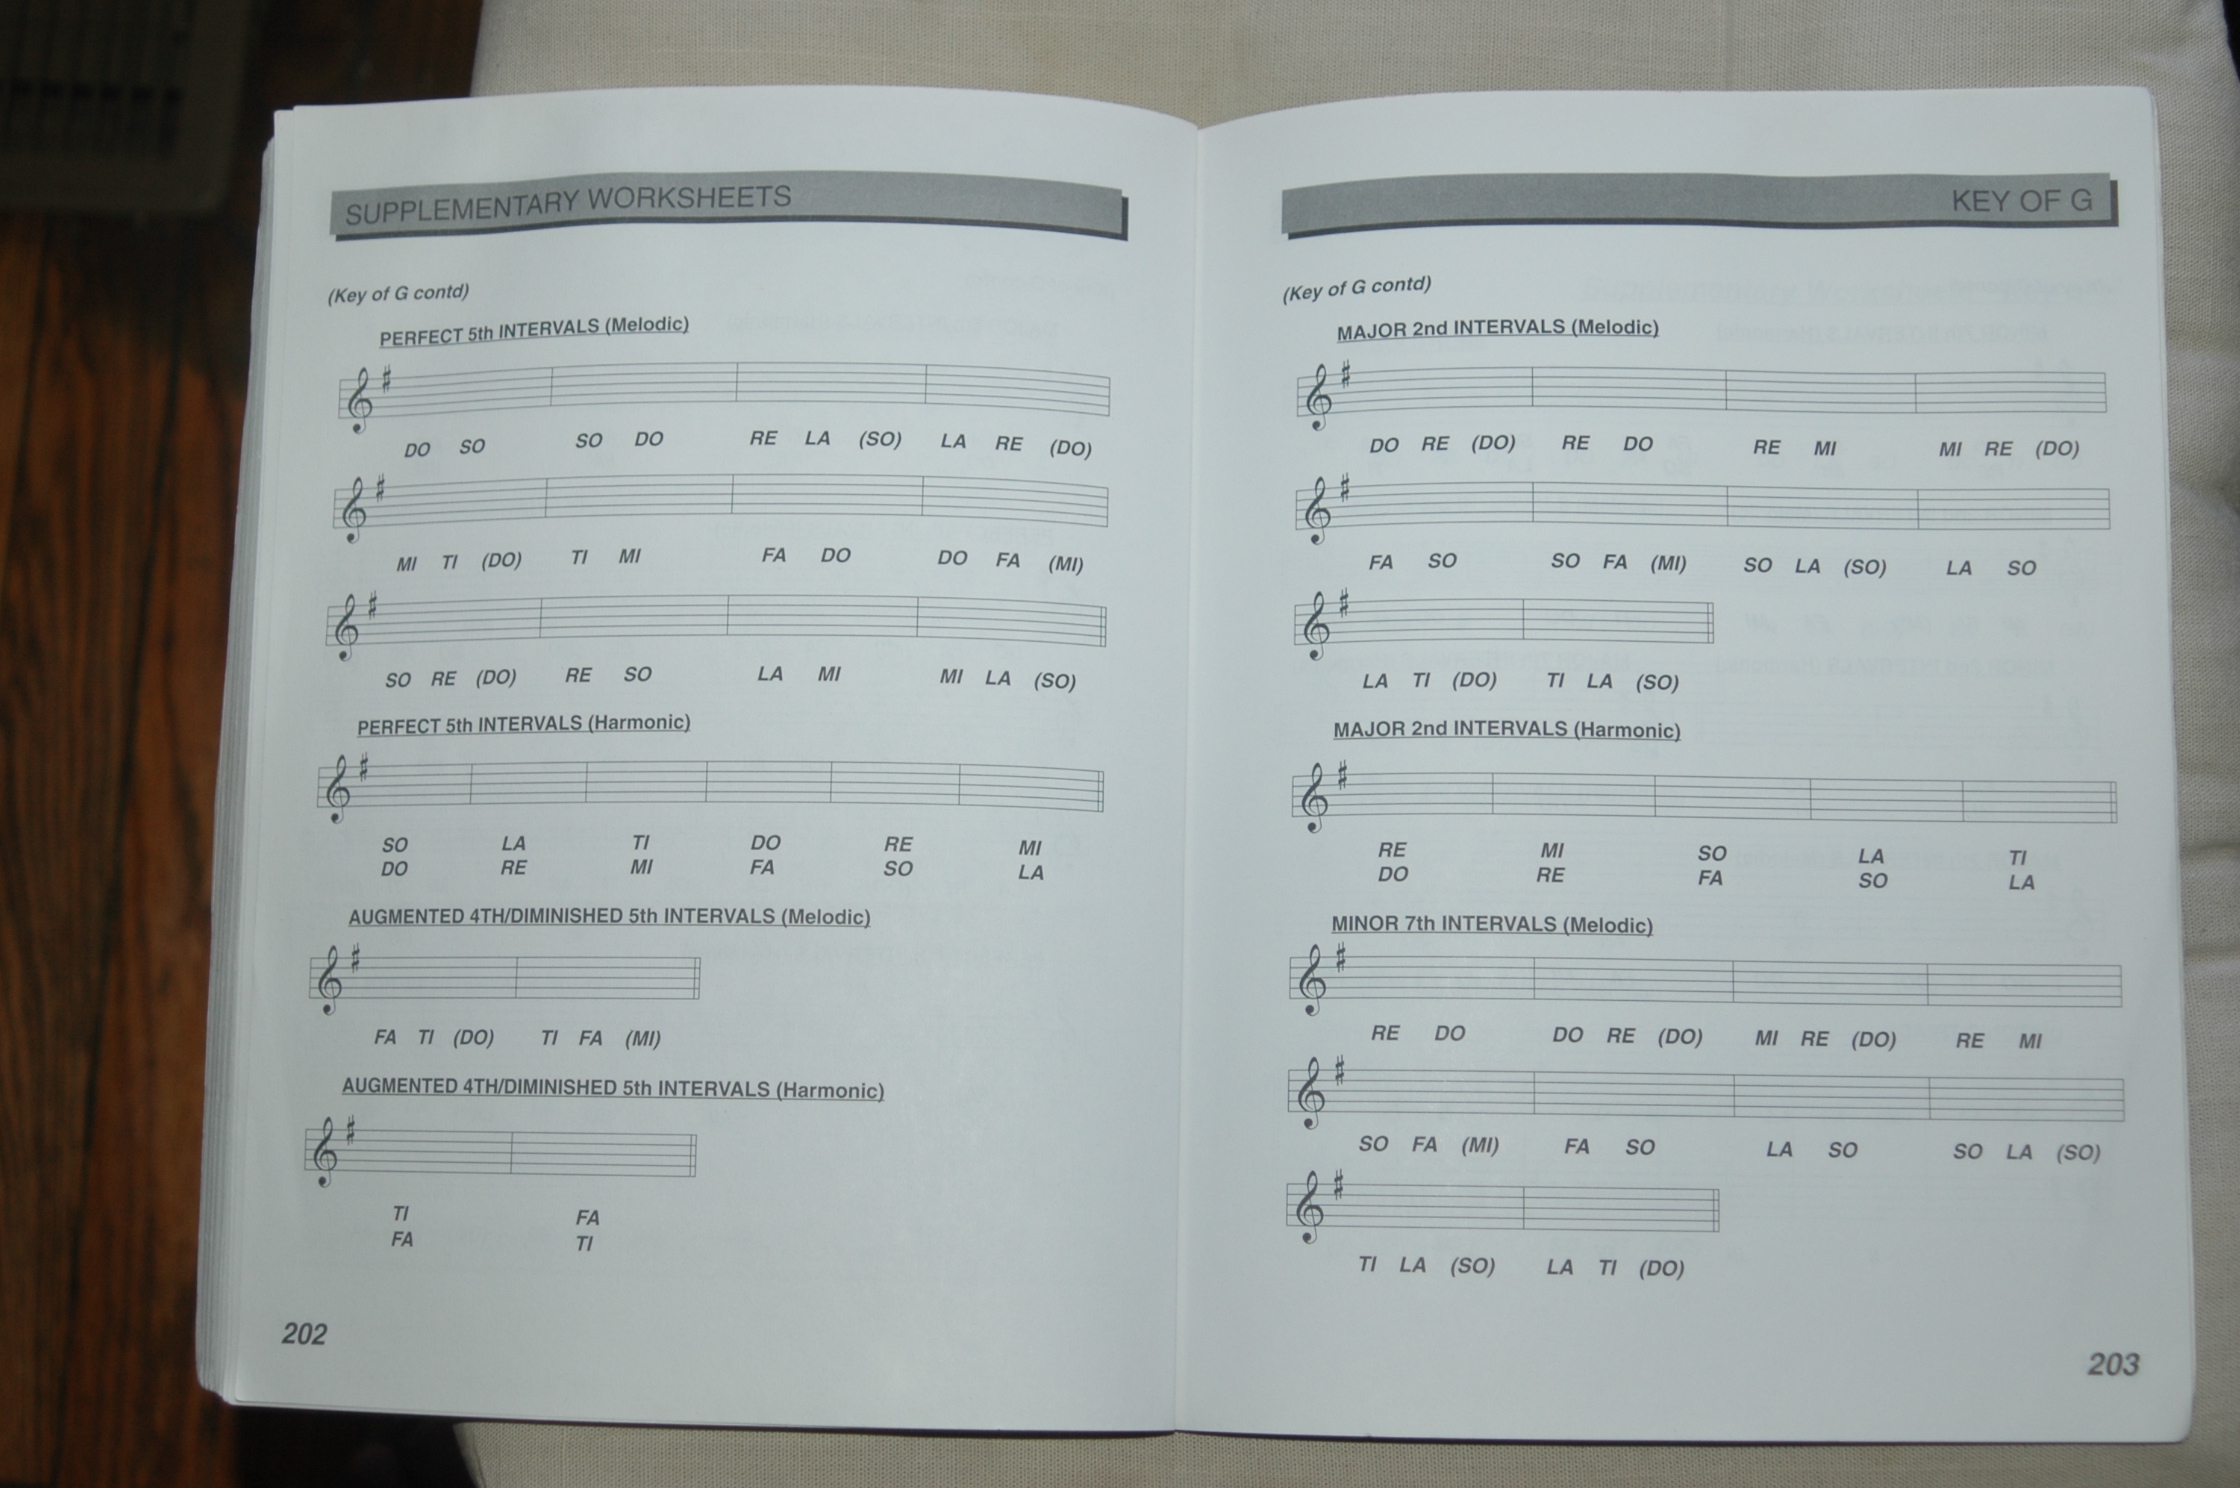 SUPPLEMENTARY WORKSHEETS
(Key of G contd)
PERFECT 5th INTERVALS (Melodic)
DO SO SO DO RE LA (SO) LA RE (DO)
MI TI (DO) TI MI FA DO DO FA (MI)
SO RE (DO) RE SO LA MI MI LA (SO)
PERFECT 5th INTERVALS (Harmonic)
SO LA TI DO RE MI
DO RE MI FA SO LA
AUGMENTED 4TH/DIMINISHED 5th INTERVALS (Melodic)
FA TI (DO) TI FA (MI)
AUGMENTED 4TH/DIMINISHED 5th INTERVALS (Harmonic)
TI FA
FA TI
202
KEY OF G
(Key of G contd)
MAJOR 2nd INTERVALS (Melodic)
DO RE (DO) RE DO RE MI MI RE (DO)
FA SO SO FA (MI) SO LA (SO) LA SO
LA TI (DO) TI LA (SO)
MAJOR 2nd INTERVALS (Harmonic)
RE MI SO LA TI
DO RE FA SO LA
MINOR 7th INTERVALS (Melodic)
RE DO DO RE (DO) MI RE (DO) RE MI
SO FA (MI) FA SO LA SO SO LA (SO)
TI LA (SO) LA TI (DO)
203